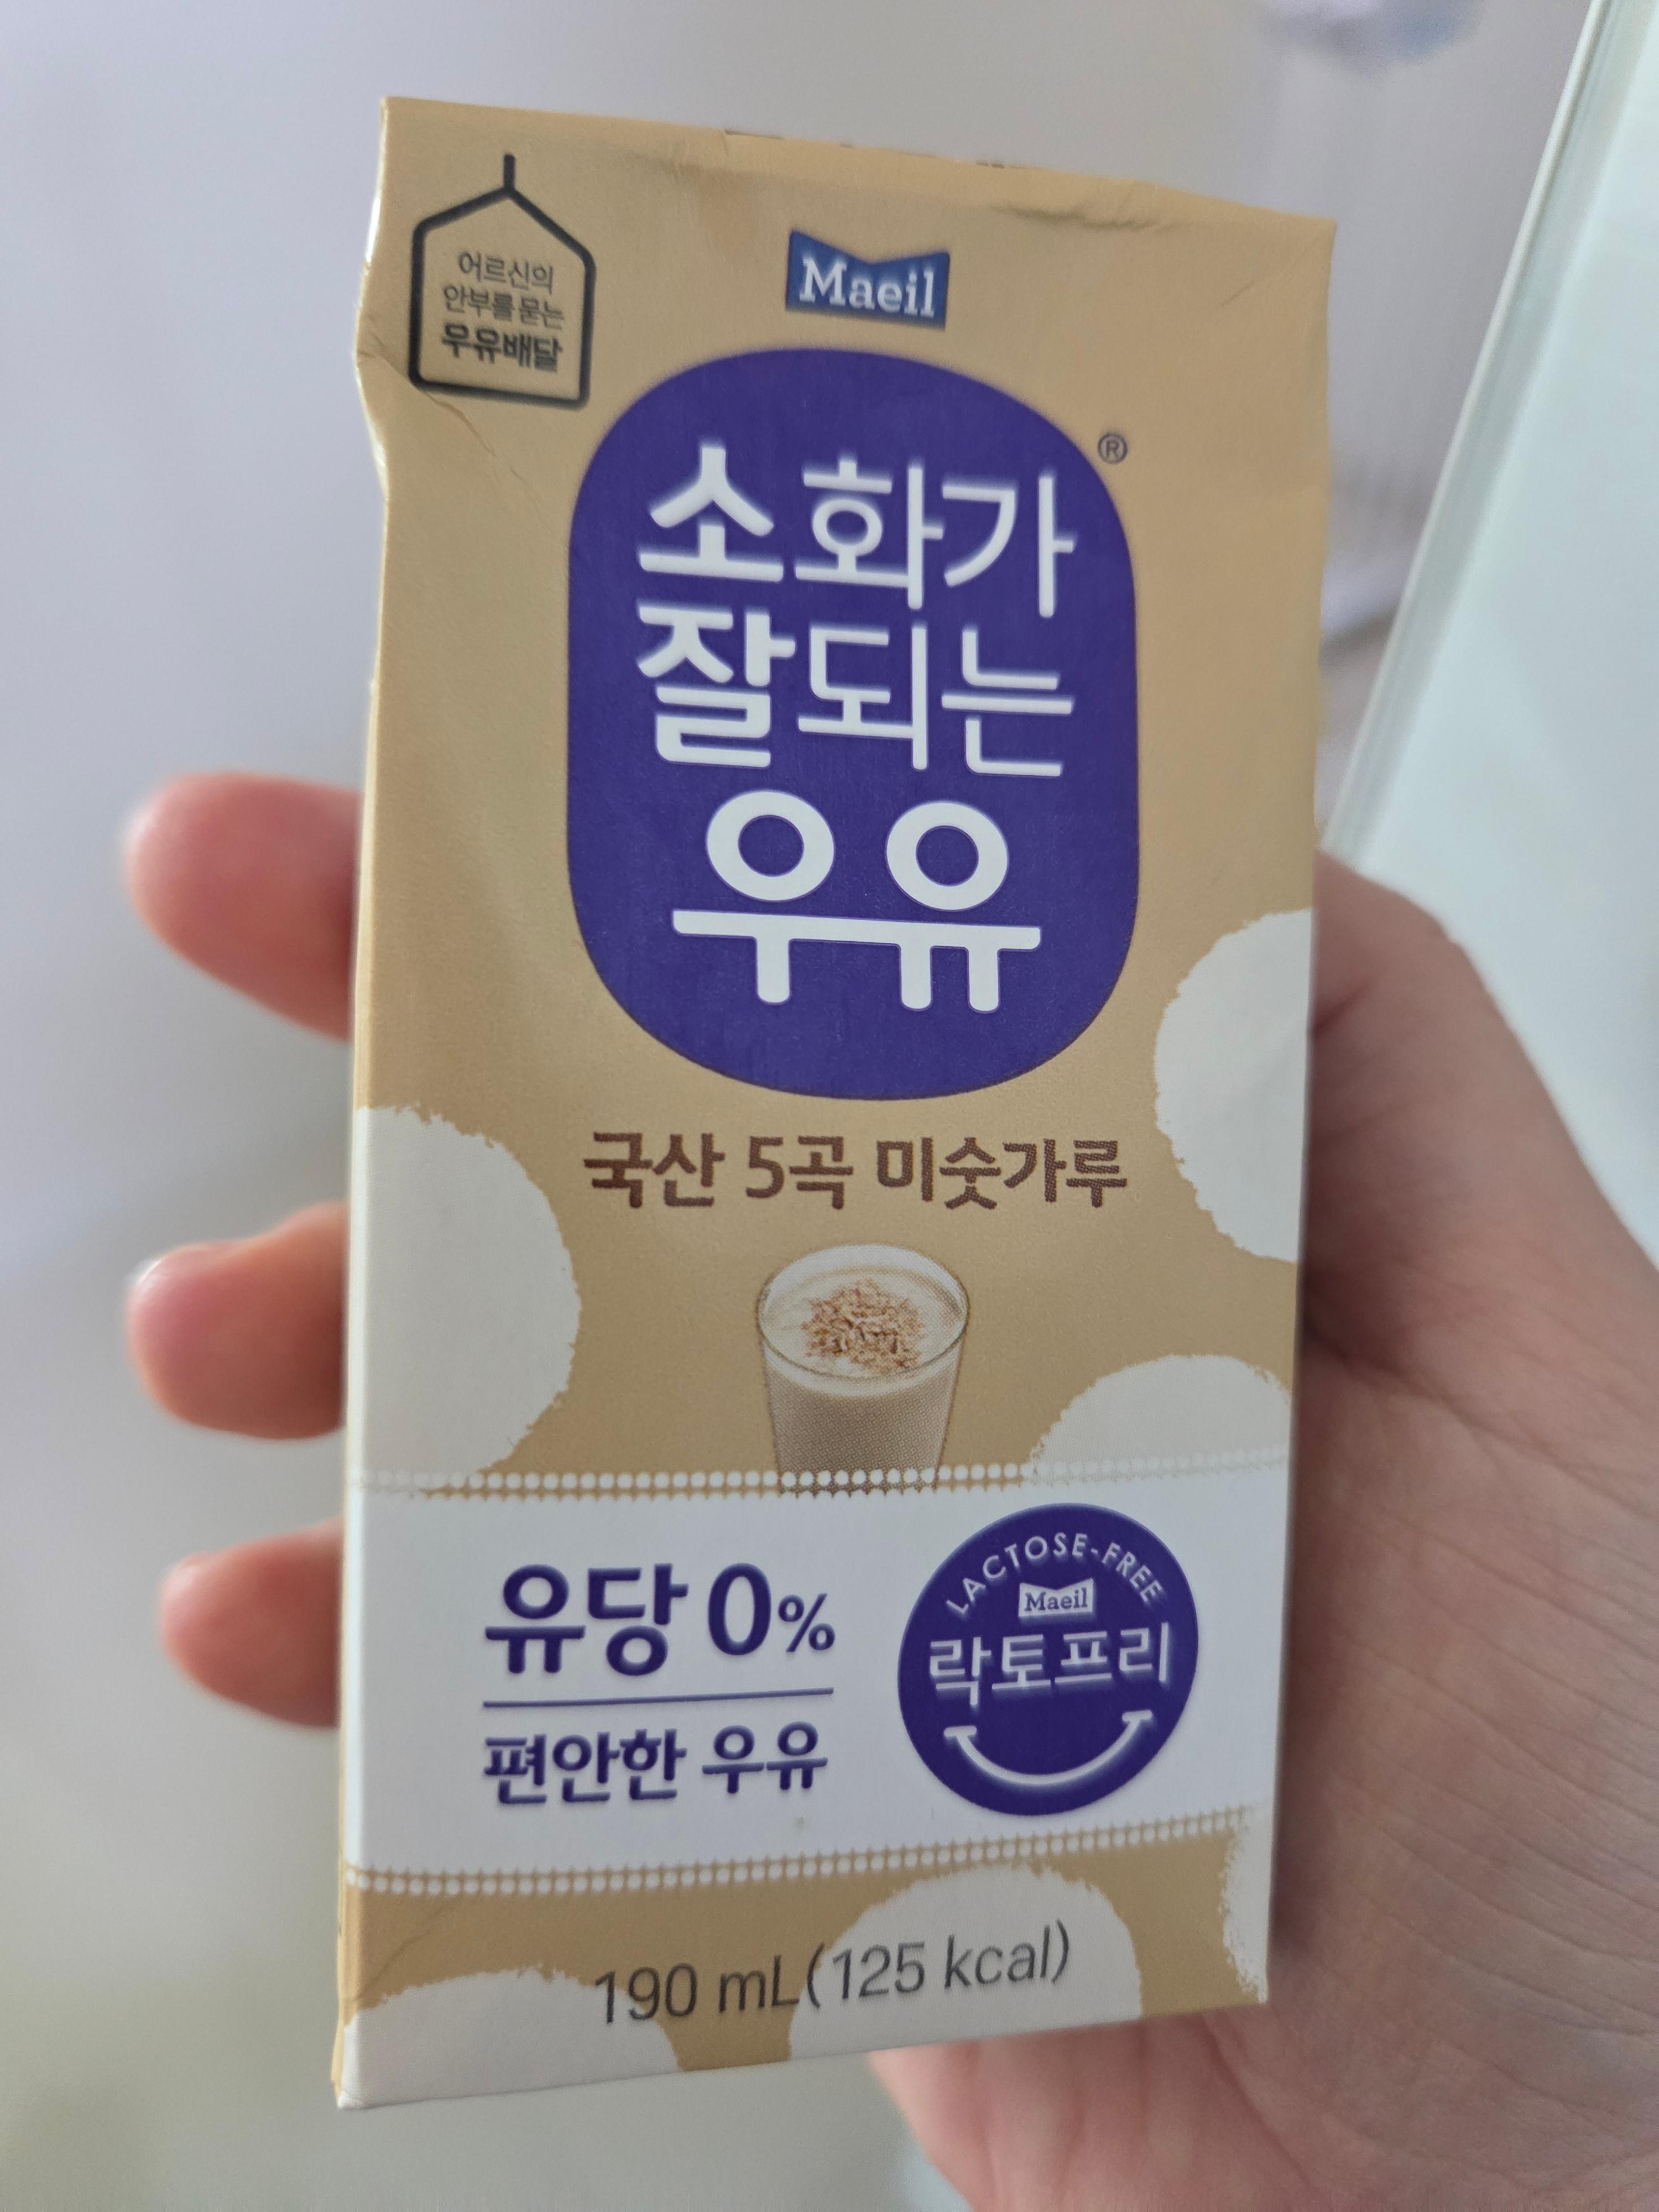 어르신의
안부를 묻는
우유배달
Maeil
소화가
잘되는
우유
®
국산 5곡 미숫가루
유당 0%
편안한 우유
LACTOSE-FREE
Maeil
락토프리
190 mL(125 kcal)